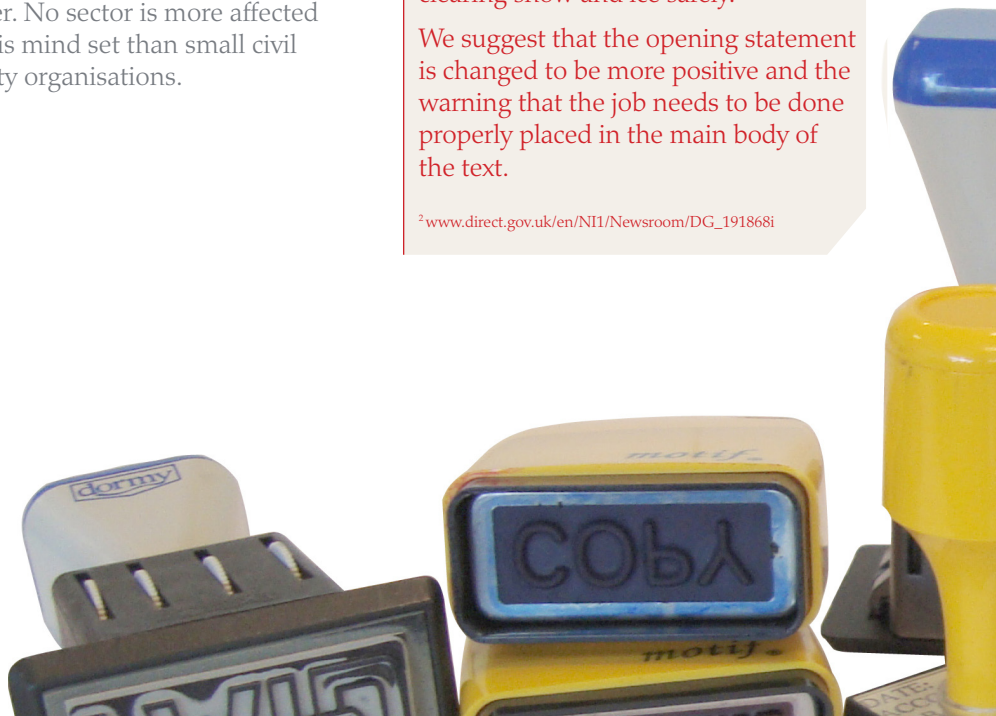 er. No sector is more affected
is mind set than small civil
ty organisations.
We suggest that the opening statement
is changed to be more positive and the
warning that the job needs to be done
properly placed in the main body of
the text.
² www.direct.gov.uk/en/NI1/Newsroom/DG_191868i
dormy
motif
COPY
motif
DATE: